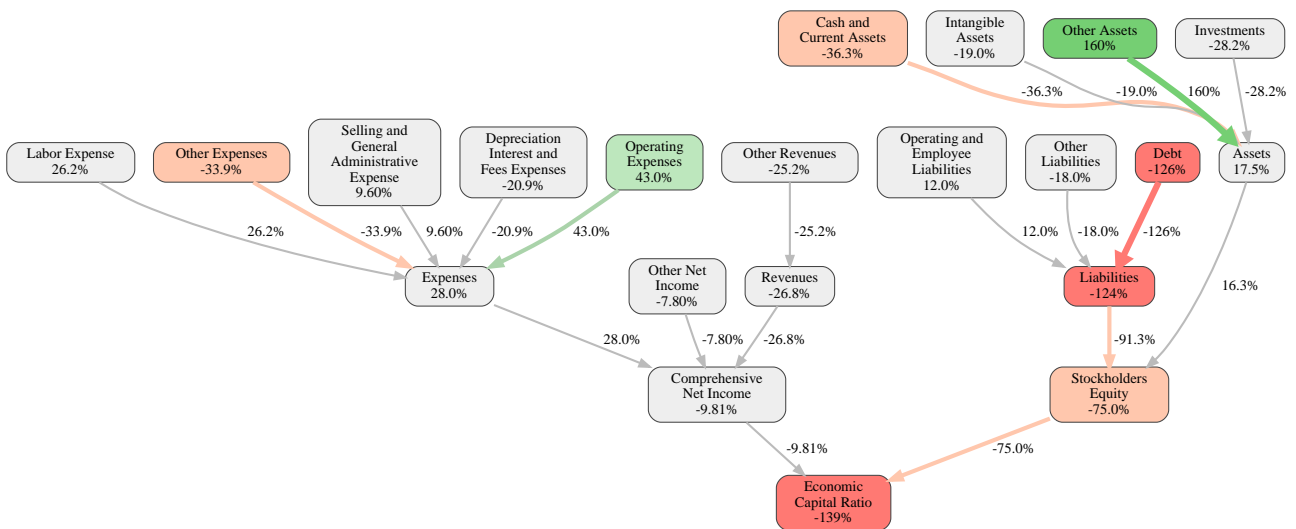 Cash and
Current Assets
-36.3%
Intangible
Assets
-19.0%
Other Assets
160%
Investments
-28.2%
-36.3%
-19.0%
160%
-28.2%
Labor Expense
26.2%
Other Expenses
-33.9%
Selling and
General
Administrative
Expense
9.60%
Depreciation
Interest and
Fees Expenses
-20.9%
Operating
Expenses
43.0%
Other Revenues
-25.2%
Operating and
Employee
Liabilities
12.0%
Other
Liabilities
-18.0%
Debt
-126%
Assets
17.5%
26.2%
-33.9%
9.60%
-20.9%
43.0%
-25.2%
12.0%
-18.0%
-126%
Expenses
28.0%
Other Net
Income
-7.80%
Revenues
-26.8%
Liabilities
-124%
16.3%
28.0%
-7.80%
-26.8%
-91.3%
Comprehensive
Net Income
-9.81%
Stockholders
Equity
-75.0%
-9.81%
-75.0%
Economic
Capital Ratio
-139%